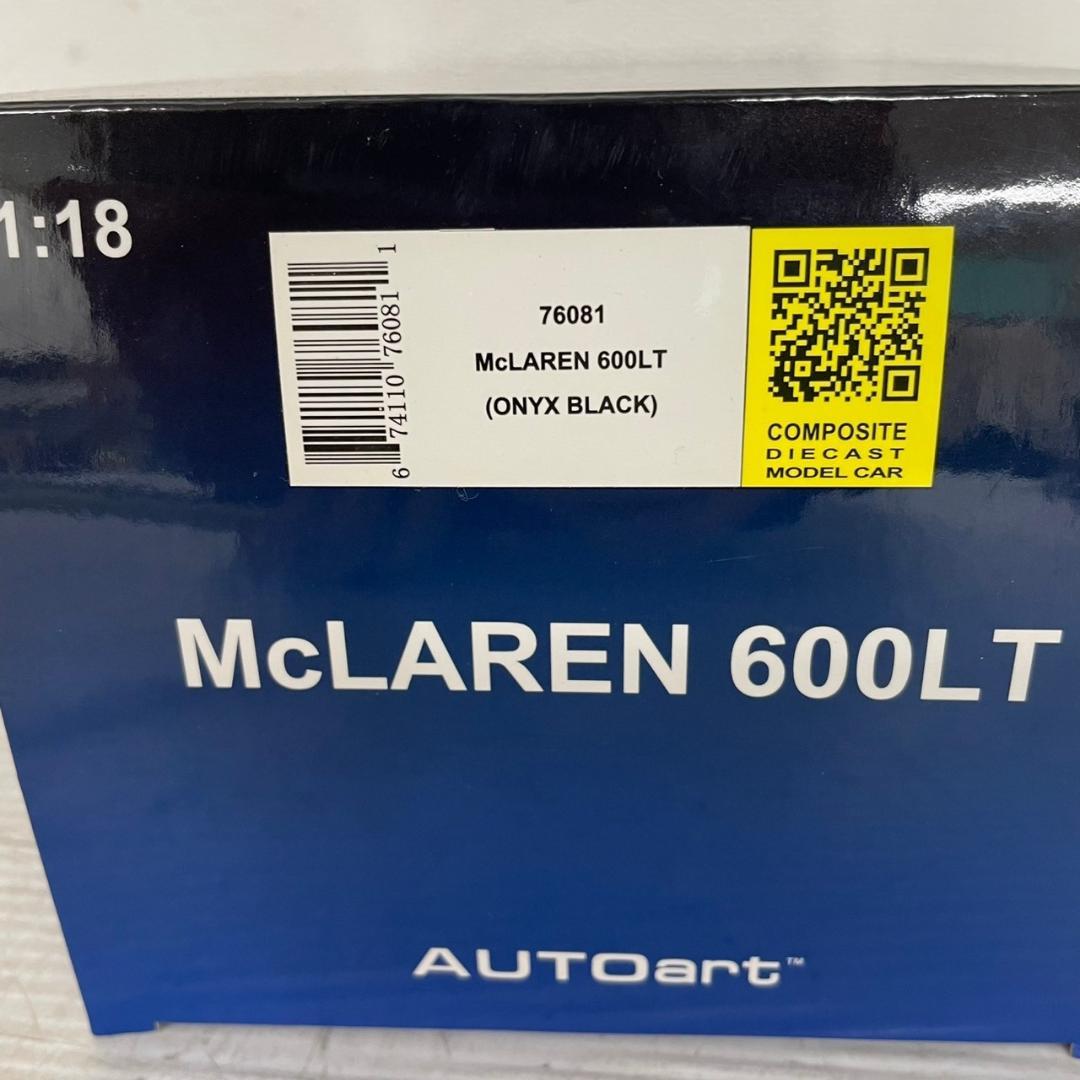 1:18
6 74110 76081 1
76081
McLAREN 600LT
(ONYX BLACK)
COMPOSITE
DIECAST
MODEL CAR
McLAREN 600LT
AUTOart™